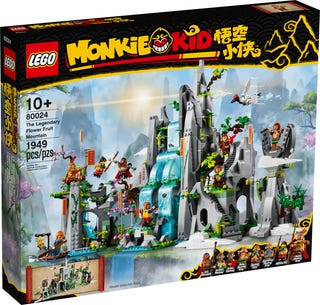 LEGO
MONKIE KID 悟空
小侠
10+
80024
The Legendary
Flower Fruit
Mountain
1949
pcs/pzs